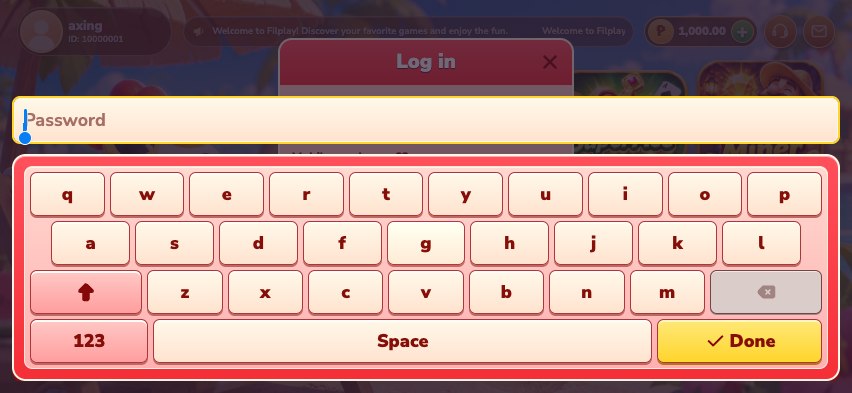 axing
ID: 10000001
Welcome to Filplay! Discover your favorite games and enjoy the fun.
Welcome to Filplay
P
1,000.00
Log in
Password
q w e r t y u i o p
a s d f g h j k l
z x c v b n m
123 Space Done